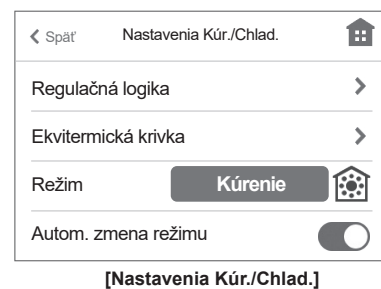 Späť Nastavenia Kúr./Chlad.
Regulačná logika
Ekvitermická krivka
Režim Kúrenie
Autom. zmena režimu
[Nastavenia Kúr./Chlad.]